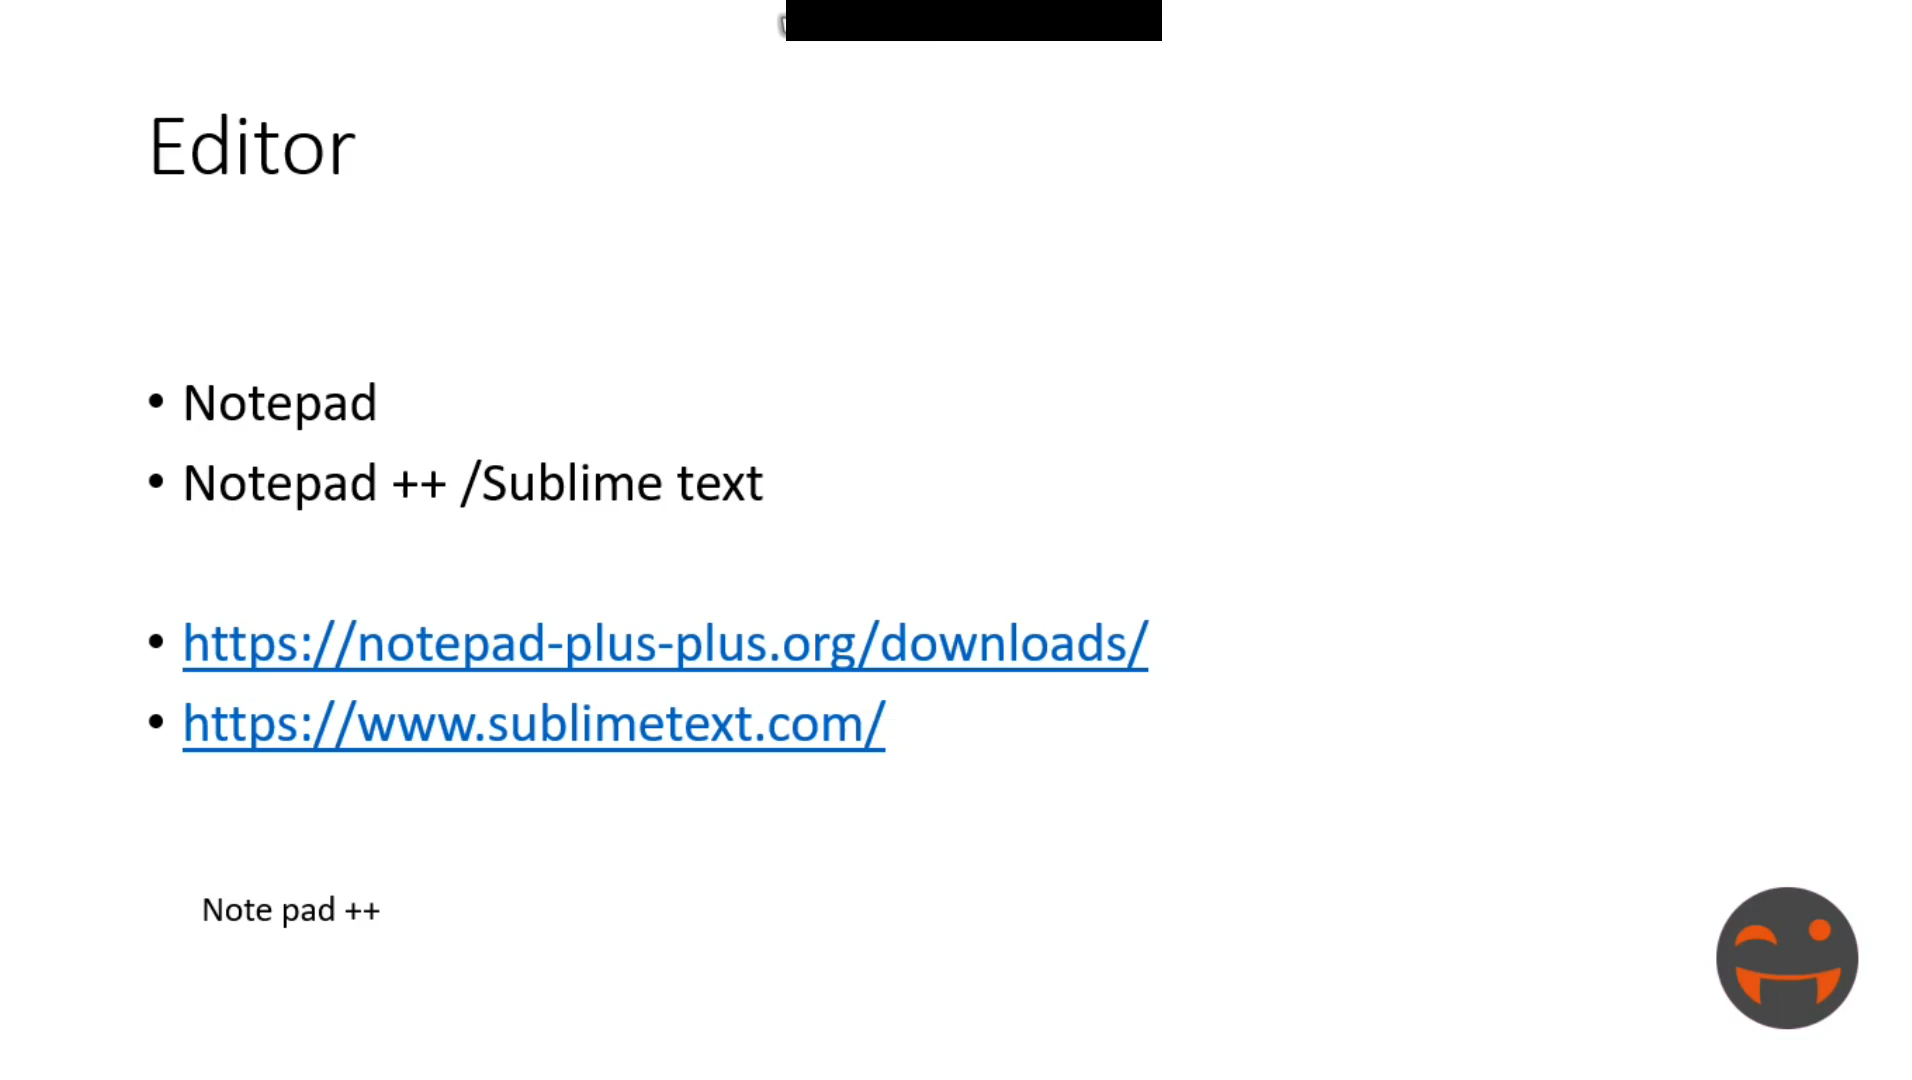 Editor
• Notepad
• Notepad ++ /Sublime text
• https://notepad-plus-plus.org/downloads/
• https://www.sublimetext.com/
Note pad ++